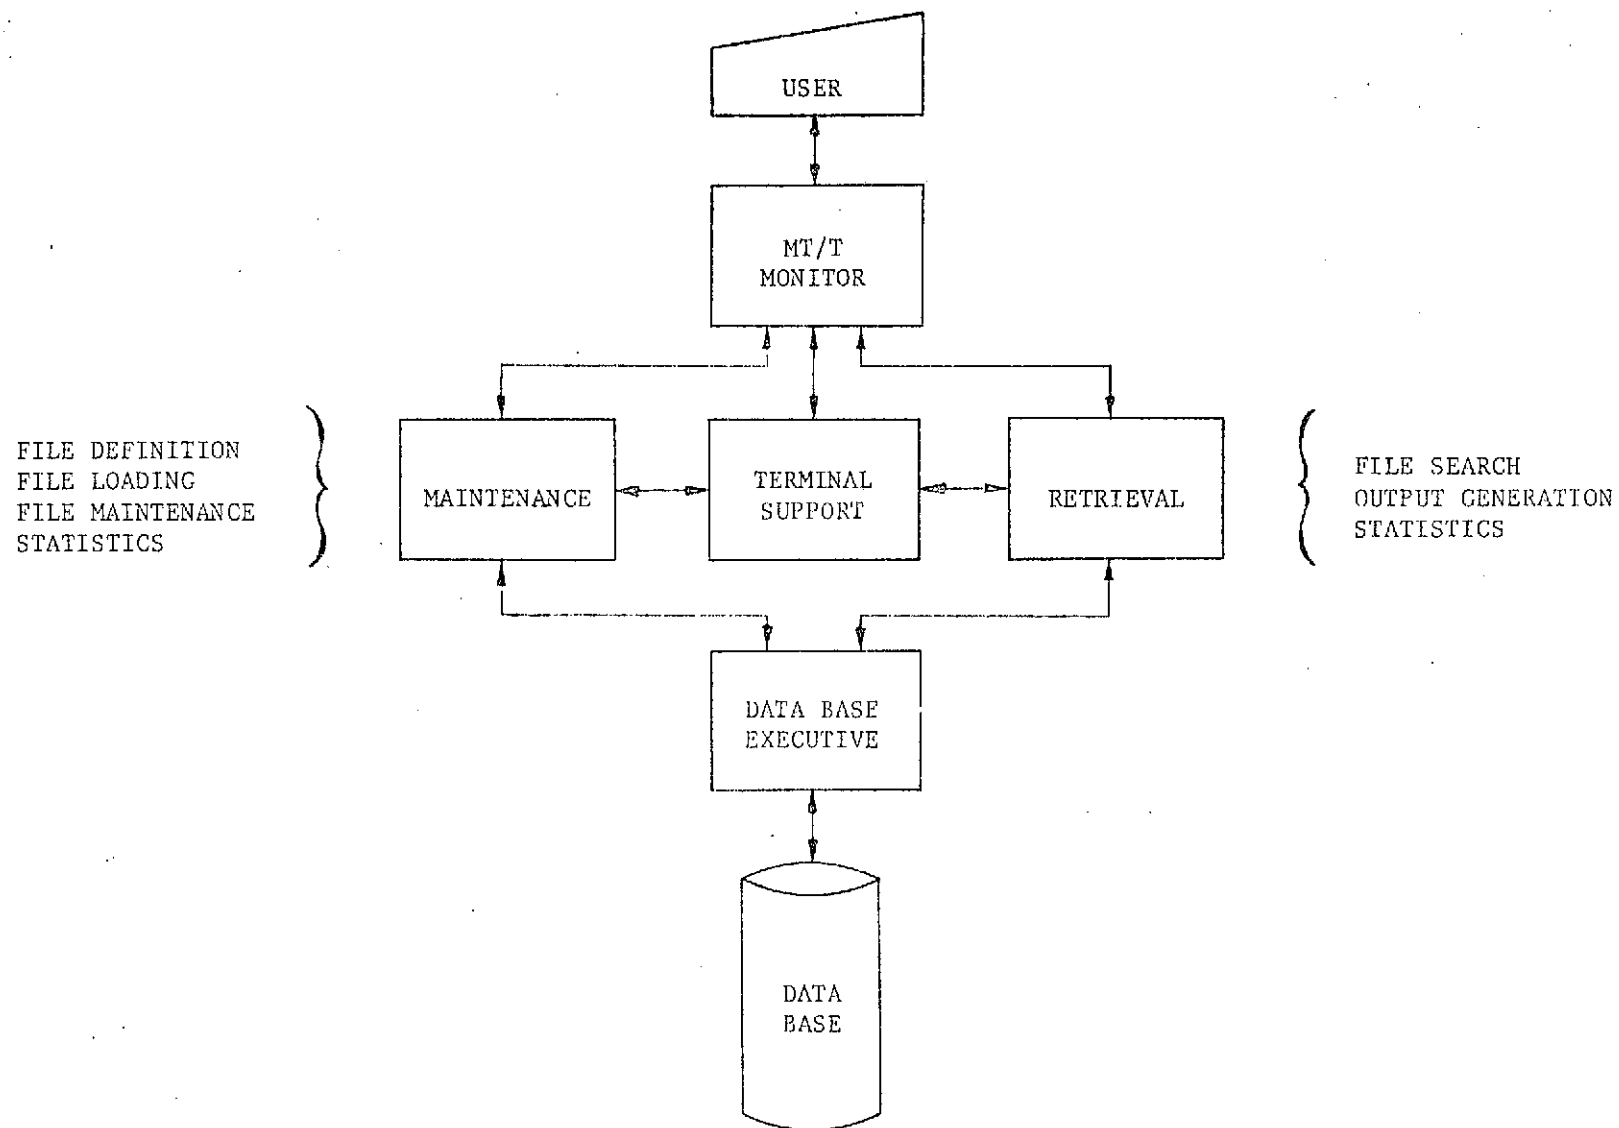 USER
MT/T
MONITOR
FILE DEFINITION
FILE LOADING
FILE MAINTENANCE
STATISTICS
MAINTENANCE
TERMINAL
SUPPORT
RETRIEVAL
FILE SEARCH
OUTPUT GENERATION
STATISTICS
DATA BASE
EXECUTIVE
DATA
BASE